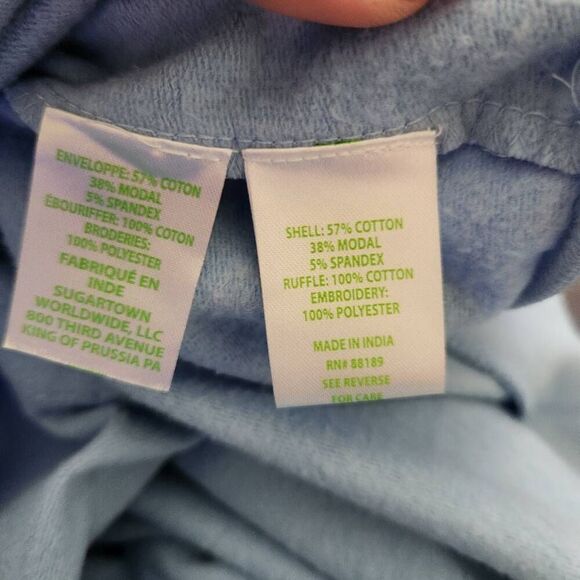 ENVELOPPE: 57% COTON
38% MODAL
5% SPANDEX
ÉBOURIFFER: 100% COTON
BRODERIES:
100% POLYESTER
FABRIQUÉ EN
INDE
SUGARTOWN
WORLDWIDE, LLC
800 THIRD AVENUE
KING OF PRUSSIA PA
SHELL: 57% COTTON
38% MODAL
5% SPANDEX
RUFFLE: 100% COTTON
EMBROIDERY:
100% POLYESTER
MADE IN INDIA
RN# 88189
SEE REVERSE
FOR CARE